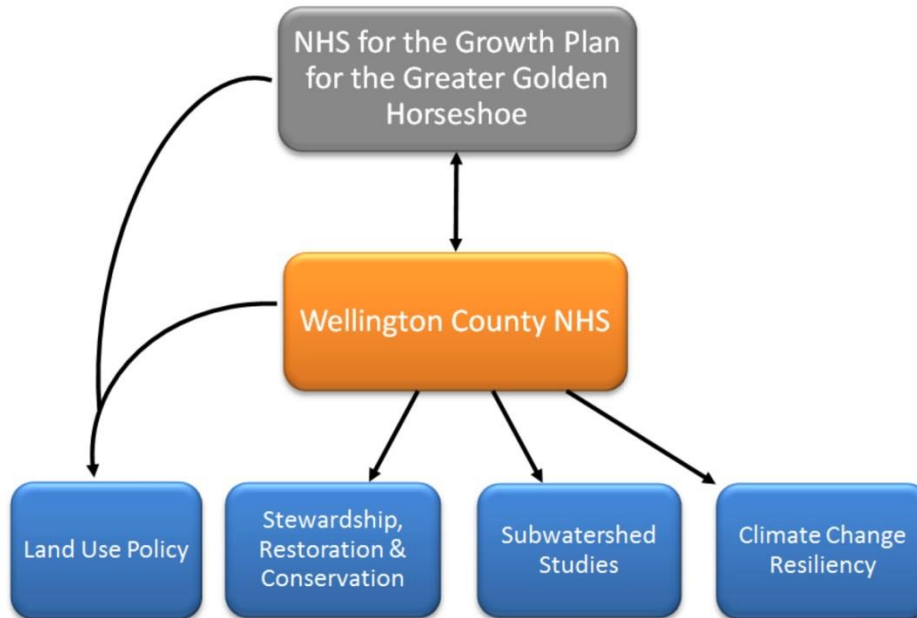 NHS for the Growth Plan
for the Greater Golden
Horseshoe
Wellington County NHS
Land Use Policy
Stewardship,
Restoration &
Conservation
Subwatershed
Studies
Climate Change
Resiliency